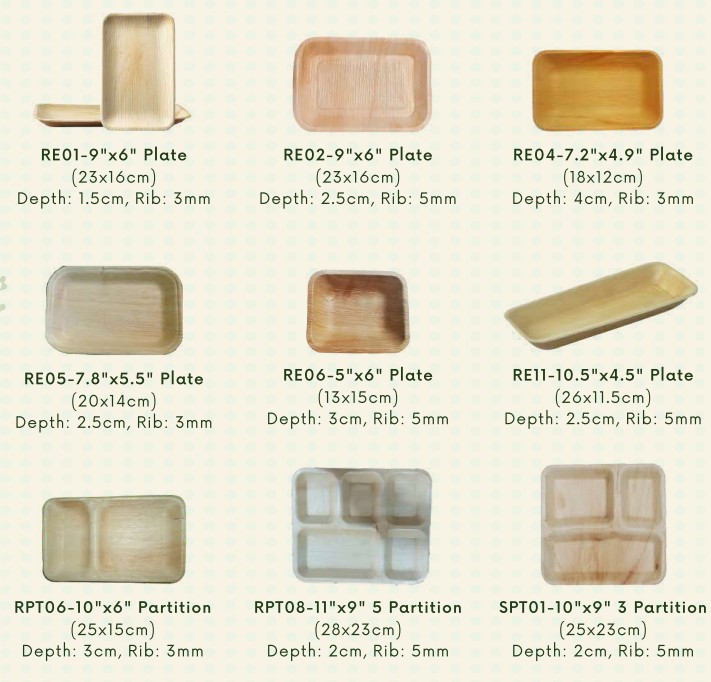 RE01-9"x6" Plate
(23x16cm)
Depth: 1.5cm, Rib: 3mm
RE02-9"x6" Plate
(23x16cm)
Depth: 2.5cm, Rib: 5mm
RE04-7.2"x4.9" Plate
(18x12cm)
Depth: 4cm, Rib: 3mm
RE05-7.8"x5.5" Plate
(20x14cm)
Depth: 2.5cm, Rib: 3mm
RE06-5"x6" Plate
(13x15cm)
Depth: 3cm, Rib: 5mm
RE11-10.5"x4.5" Plate
(26x11.5cm)
Depth: 2.5cm, Rib: 5mm
RPT06-10"x6" Partition
(25x15cm)
Depth: 3cm, Rib: 3mm
RPT08-11"x9" 5 Partition
(28x23cm)
Depth: 2cm, Rib: 5mm
SPT01-10"x9" 3 Partition
(25x23cm)
Depth: 2cm, Rib: 5mm